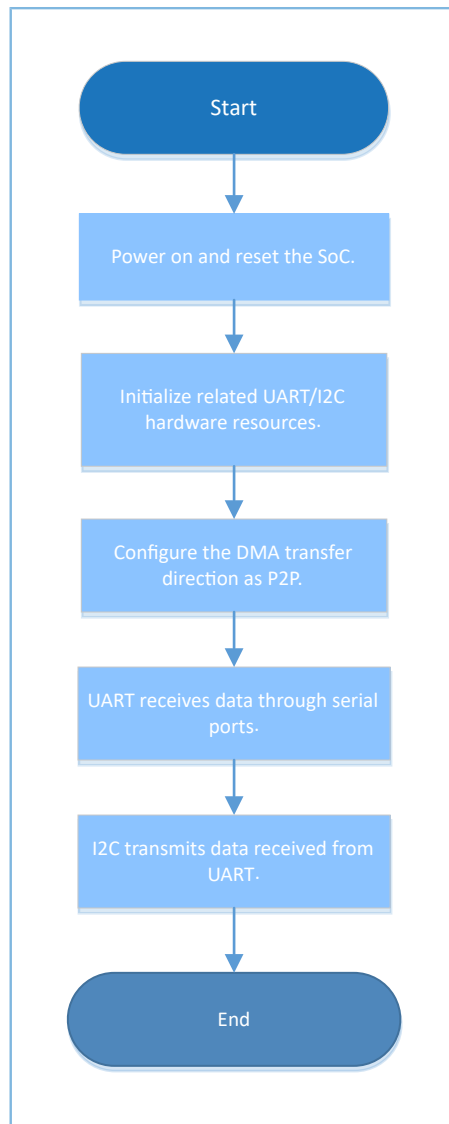 Start
Power on and reset the SoC.
Initialize related UART/I2C
hardware resources.
Configure the DMA transfer
direction as P2P.
UART receives data through serial
ports.
I2C transmits data received from
UART.
End